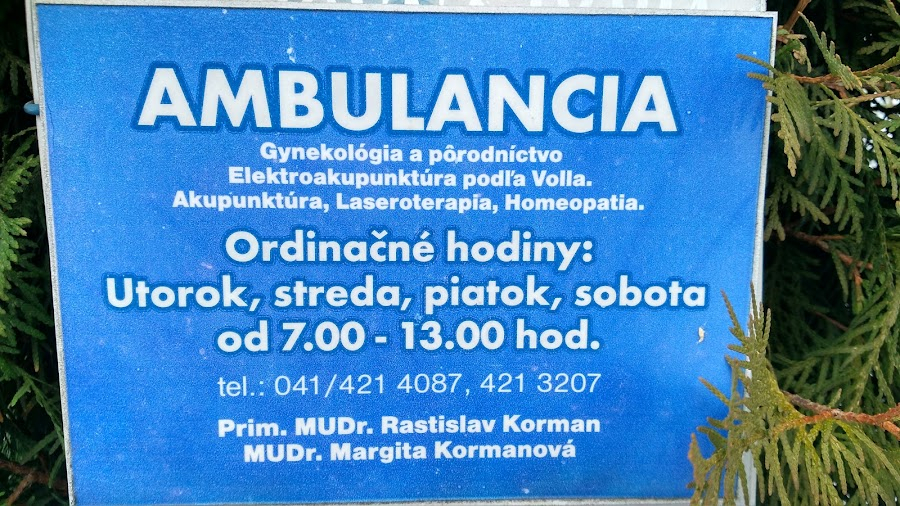 AMBULANCIA
Gynekológia a pôrodníctvo
Elektroakupunktúra podľa Volla.
Akupunktúra, Laseroterapía, Homeopatia.
Ordinačné hodiny:
Utorok, streda, piatok, sobota
od 7.00 - 13.00 hod.
tel.: 041/421 4087, 421 3207
Prim. MUDr. Rastislav Korman
MUDr. Margita Kormanová